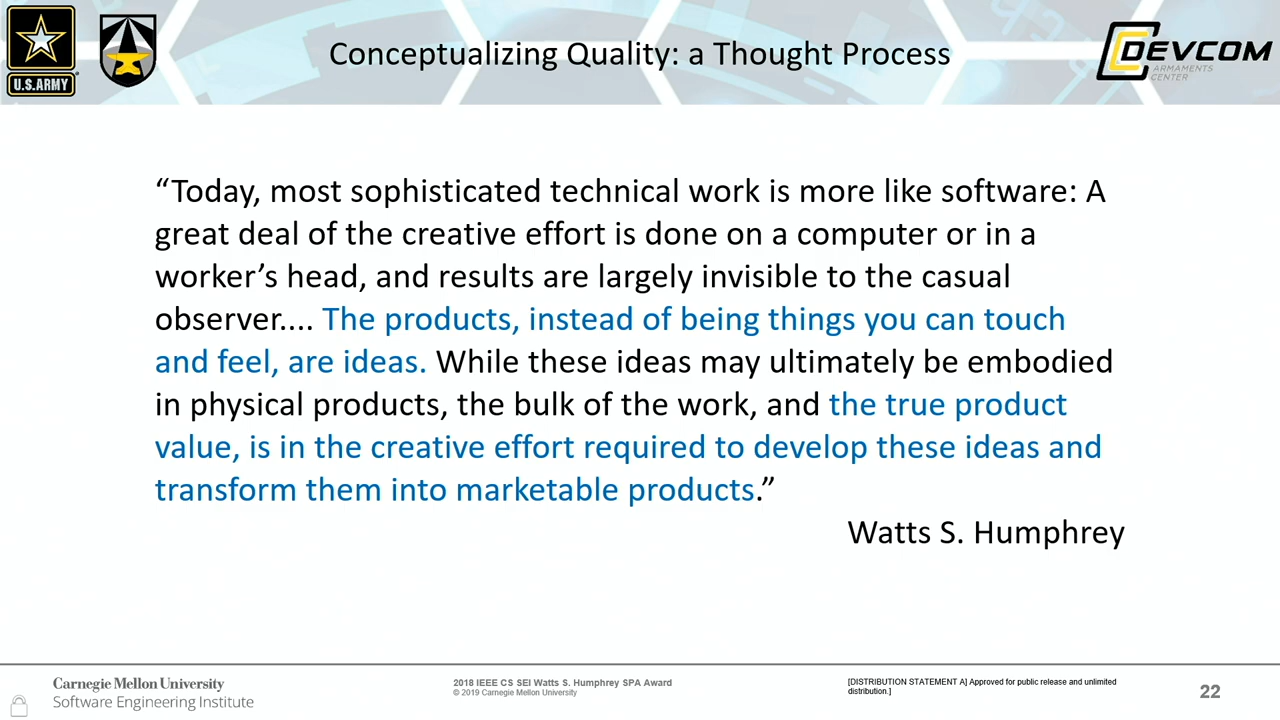 U.S.ARMY
Conceptualizing Quality: a Thought Process
DEVCOM
ARMAMENTS
CENTER
“Today, most sophisticated technical work is more like software: A
great deal of the creative effort is done on a computer or in a
worker’s head, and results are largely invisible to the casual
observer.... The products, instead of being things you can touch
and feel, are ideas. While these ideas may ultimately be embodied
in physical products, the bulk of the work, and the true product
value, is in the creative effort required to develop these ideas and
transform them into marketable products.”
Watts S. Humphrey
Carnegie Mellon University
Software Engineering Institute
2018 IEEE CS SEI Watts S. Humphrey SPA Award
© 2019 Carnegie Mellon University
[DISTRIBUTION STATEMENT A] Approved for public release and unlimited
distribution.]
22